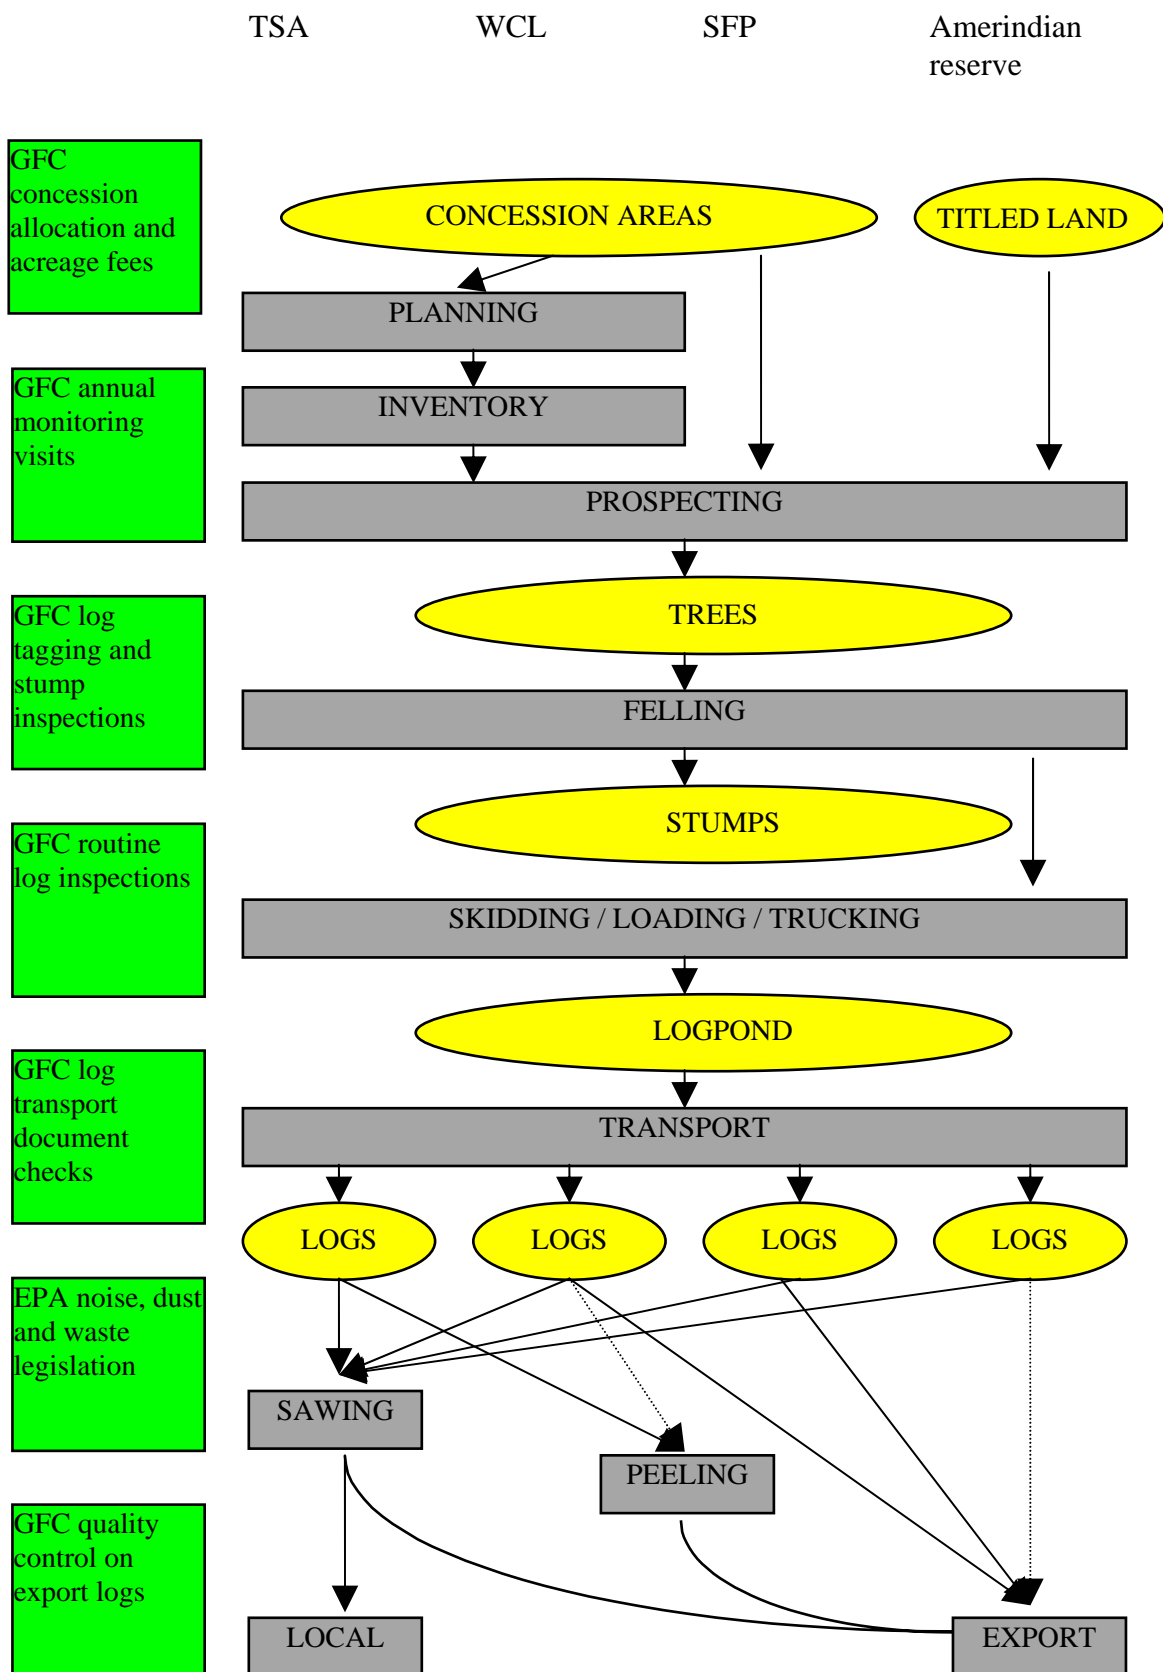 TSA
WCL
SFP
Amerindian
reserve
GFC
concession
allocation and
acreage fees
CONCESSION AREAS
TITLED LAND
PLANNING
GFC annual
monitoring
visits
INVENTORY
PROSPECTING
GFC log
tagging and
stump
inspections
TREES
FELLING
STUMPS
GFC routine
log inspections
SKIDDING / LOADING / TRUCKING
LOGPOND
GFC log
transport
document
checks
TRANSPORT
LOGS
LOGS
LOGS
LOGS
EPA noise, dust
and waste
legislation
SAWING
PEELING
GFC quality
control on
export logs
LOCAL
EXPORT